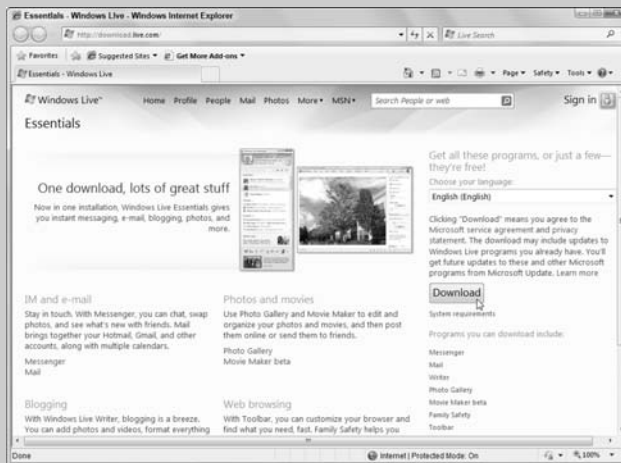 Essentials - Windows Live - Windows Internet Explorer
http://download.live.com/
Live Search
Favorites
Suggested Sites
Get More Add-ons
Essentials - Windows Live
Page
Safety
Tools
Windows Live™
Home Profile People Mail Photos More MSN
Search People or web
Sign in
Essentials
One download, lots of great stuff
Now in one installation, Windows Live Essentials gives
you instant messaging, e-mail, blogging, photos, and
more.
Get all these programs, or just a few—
they're free!
Choose your language:
English (English)
Clicking "Download" means you agree to the
Microsoft service agreement and privacy
statement. The download may include updates to
Windows Live programs you already have. You'll
get future updates to these and other Microsoft
programs from Microsoft Update. Learn more
Download
System requirements
Programs you can download include:
Messenger
Mail
Writer
Photo Gallery
Movie Maker beta
Family Safety
Toolbar
IM and e-mail
Stay in touch. With Messenger, you can chat, swap
photos, and see what's new with friends. Mail
brings together your Hotmail, Gmail, and other
accounts, along with multiple calendars.
Messenger
Mail
Photos and movies
Use Photo Gallery and Movie Maker to edit and
organize your photos and movies, and then post
them online or send them to friends.
Photo Gallery
Movie Maker beta
Blogging
With Windows Live Writer, blogging is a breeze.
You can add photos and videos, format everything
Web browsing
With Toolbar, you can customize your browser and
find what you need, fast. Family Safety helps you
Done
Internet | Protected Mode: On
100%